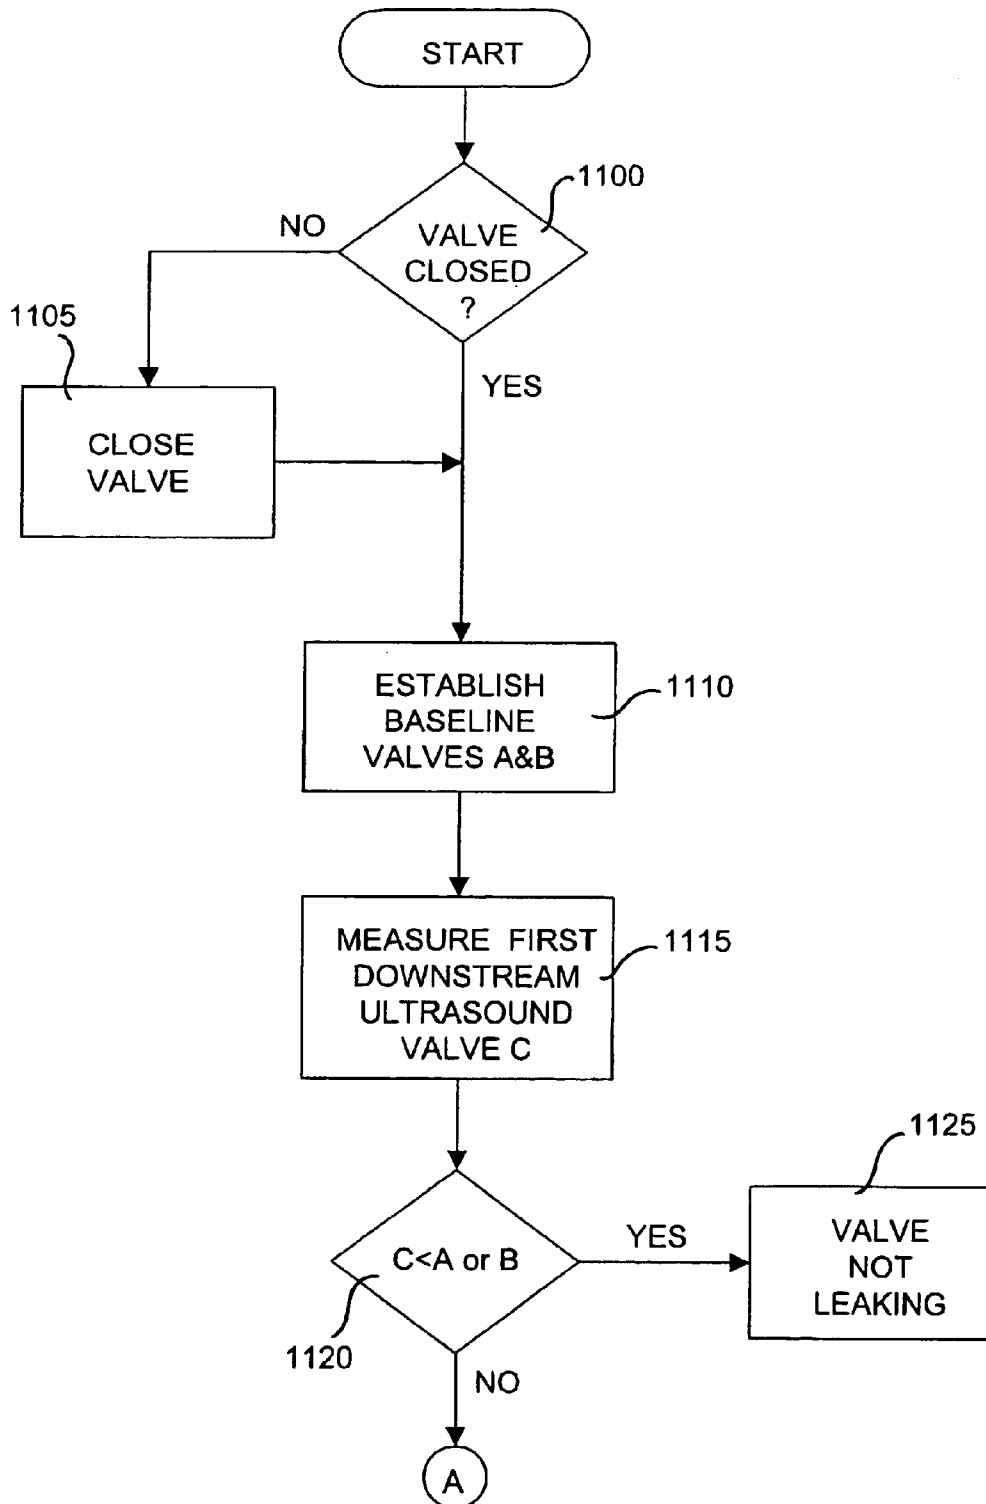 START
1100
NO
VALVE
CLOSED
?
1105
YES
CLOSE
VALVE
ESTABLISH
BASELINE
VALVES A&B
1110
MEASURE FIRST
DOWNSTREAM
ULTRASOUND
VALVE C
1115
1125
C<A or B
YES
VALVE
NOT
LEAKING
1120
NO
A